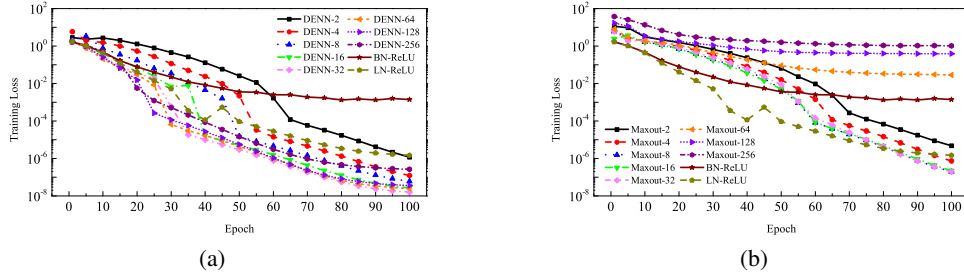 10^2
10^0
10^-2
10^-4
10^-6
10^-8
Training Loss
0 10 20 30 40 50 60 70 80 90 100
Epoch
DENN-2
DENN-4
DENN-8
DENN-16
DENN-32
DENN-64
DENN-128
DENN-256
BN-ReLU
LN-ReLU
(a)
10^2
10^0
10^-2
10^-4
10^-6
10^-8
Training Loss
0 10 20 30 40 50 60 70 80 90 100
Epoch
Maxout-2
Maxout-4
Maxout-8
Maxout-16
Maxout-32
Maxout-64
Maxout-128
Maxout-256
BN-ReLU
LN-ReLU
(b)